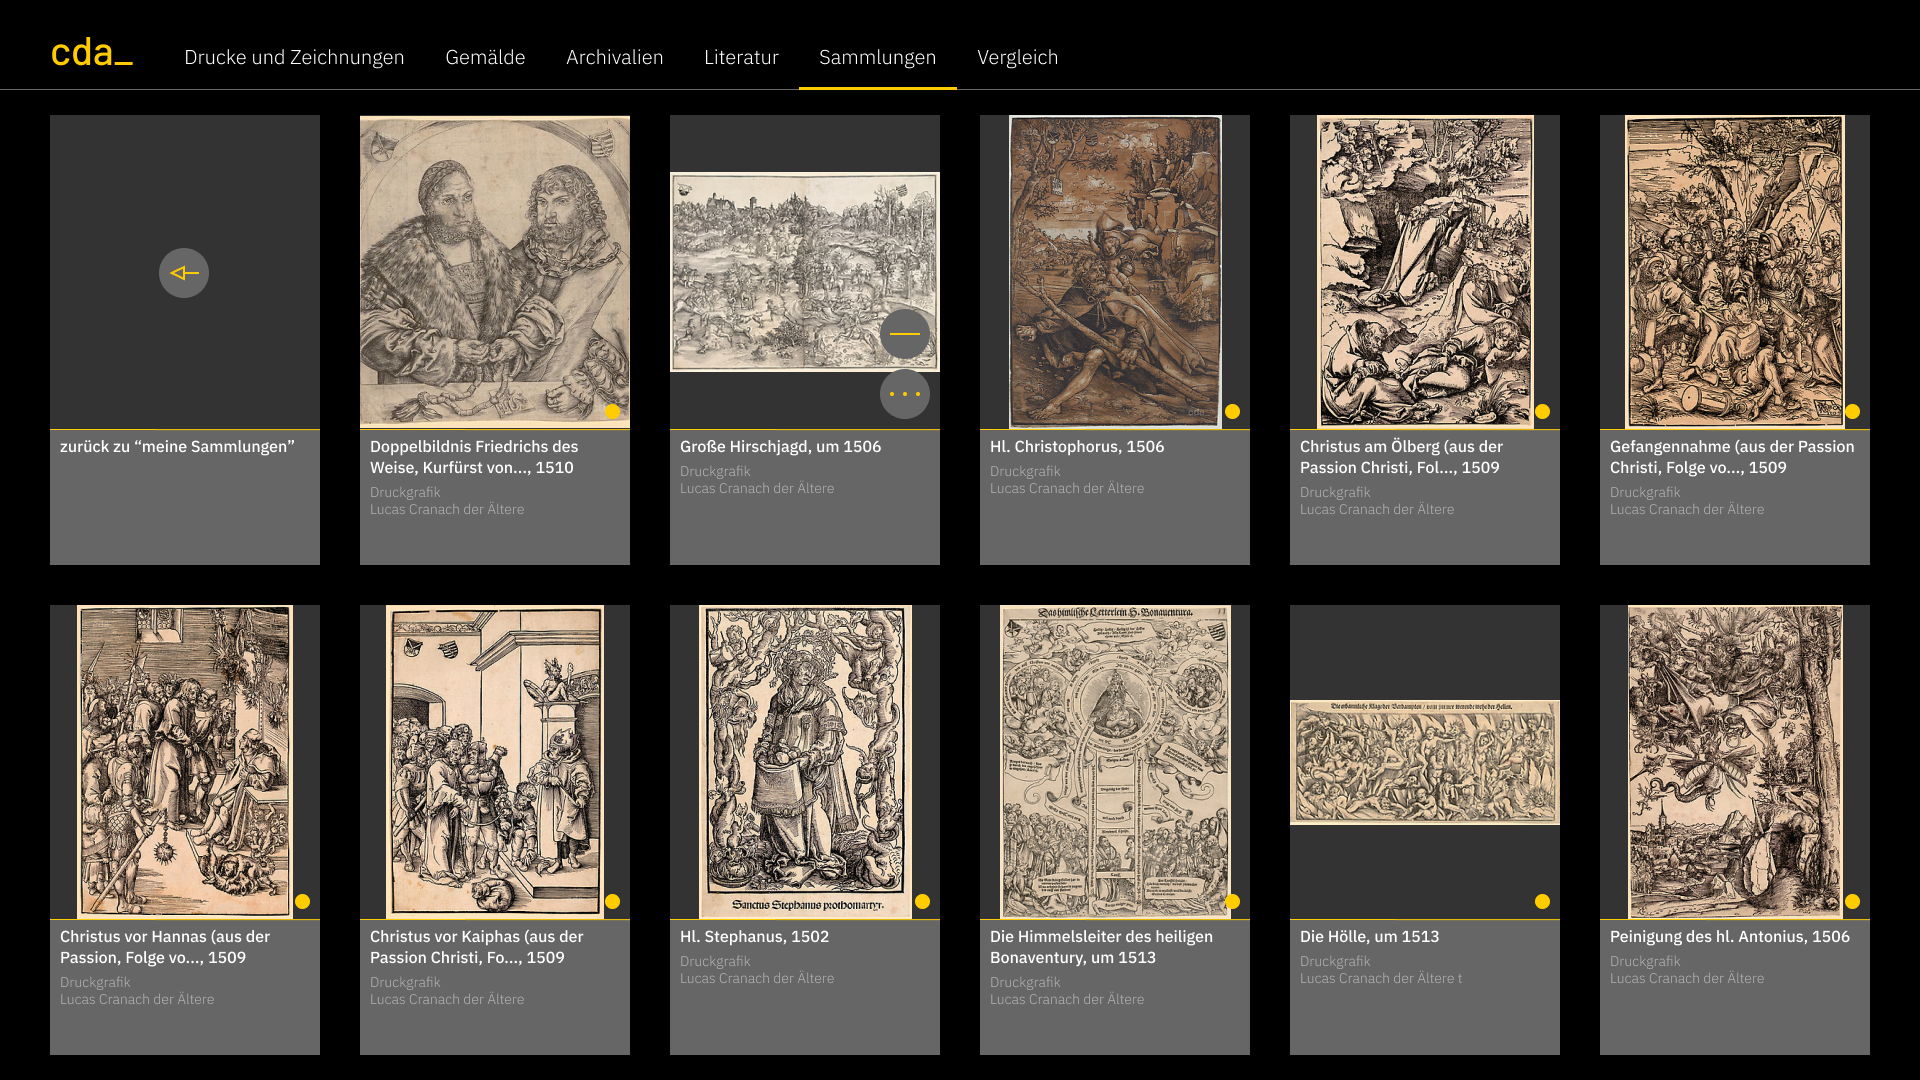 cda_
Drucke und Zeichnungen
Gemälde
Archivalien
Literatur
Sammlungen
Vergleich
zurück zu “meine Sammlungen”
Doppelbildnis Friedrichs des
Weise, Kurfürst von..., 1510
Druckgrafik
Lucas Cranach der Ältere
Große Hirschjagd, um 1506
Druckgrafik
Lucas Cranach der Ältere
Hl. Christophorus, 1506
Druckgrafik
Lucas Cranach der Ältere
Christus am Ölberg (aus der
Passion Christi, Fol..., 1509
Druckgrafik
Lucas Cranach der Ältere
Gefangennahme (aus der Passion
Christi, Folge vo..., 1509
Druckgrafik
Lucas Cranach der Ältere
Christus vor Hannas (aus der
Passion, Folge vo..., 1509
Druckgrafik
Lucas Cranach der Ältere
Christus vor Kaiphas (aus der
Passion Christi, Fo..., 1509
Druckgrafik
Lucas Cranach der Ältere
Sanctus Stephanus prothomartyr.
Hl. Stephanus, 1502
Druckgrafik
Lucas Cranach der Ältere
Die Himmelsleiter des heiligen
Bonaventury, um 1513
Druckgrafik
Lucas Cranach der Ältere
Die Hölle, um 1513
Druckgrafik
Lucas Cranach der Ältere t
Peinigung des hl. Antonius, 1506
Druckgrafik
Lucas Cranach der Ältere